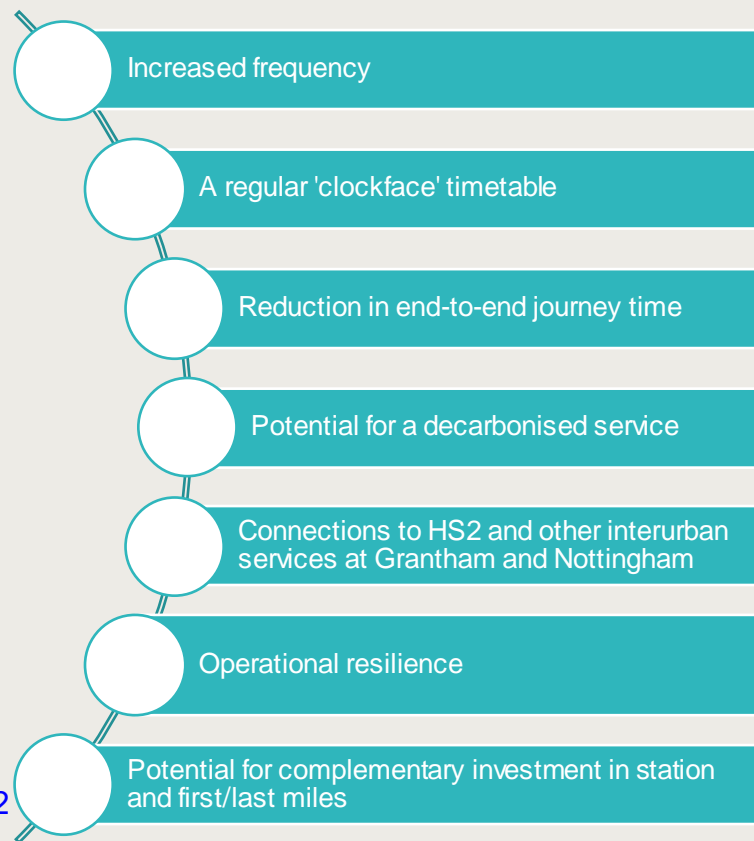 Increased frequency
A regular 'clockface' timetable
Reduction in end-to-end journey time
Potential for a decarbonised service
Connections to HS2 and other interurban
services at Grantham and Nottingham
Operational resilience
Potential for complementary investment in station
and first/last miles
2